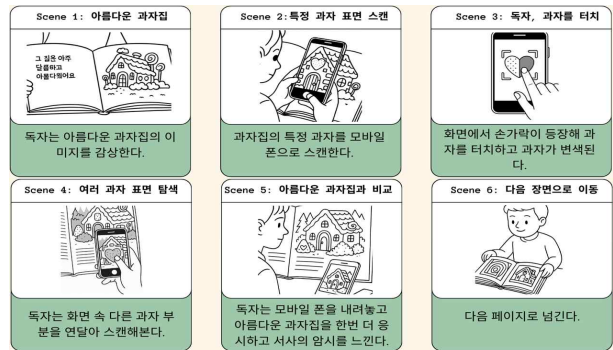 Scene 1: 아름다운 과자집
그 집은 아주
달콤하고
아름다웠어요
독자는 아름다운 과자집의 이
미지를 감상한다.
Scene 2:특정 과자 표면 스캔
과자집의 특정 과자를 모바일
폰으로 스캔한다.
Scene 3: 독자, 과자를 터치
화면에서 손가락이 등장해 과
자를 터치하고 과자가 변색된
다.
Scene 4: 여러 과자 표면 탐색
독자는 화면 속 다른 과자 부
분을 연달아 스캔해본다.
Scene 5: 아름다운 과자집과 비교
독자는 모바일 폰을 내려놓고
아름다운 과자집을 한번 더 응
시하고 서사의 암시를 느낀다.
Scene 6: 다음 장면으로 이동
다음 페이지로 넘긴다.